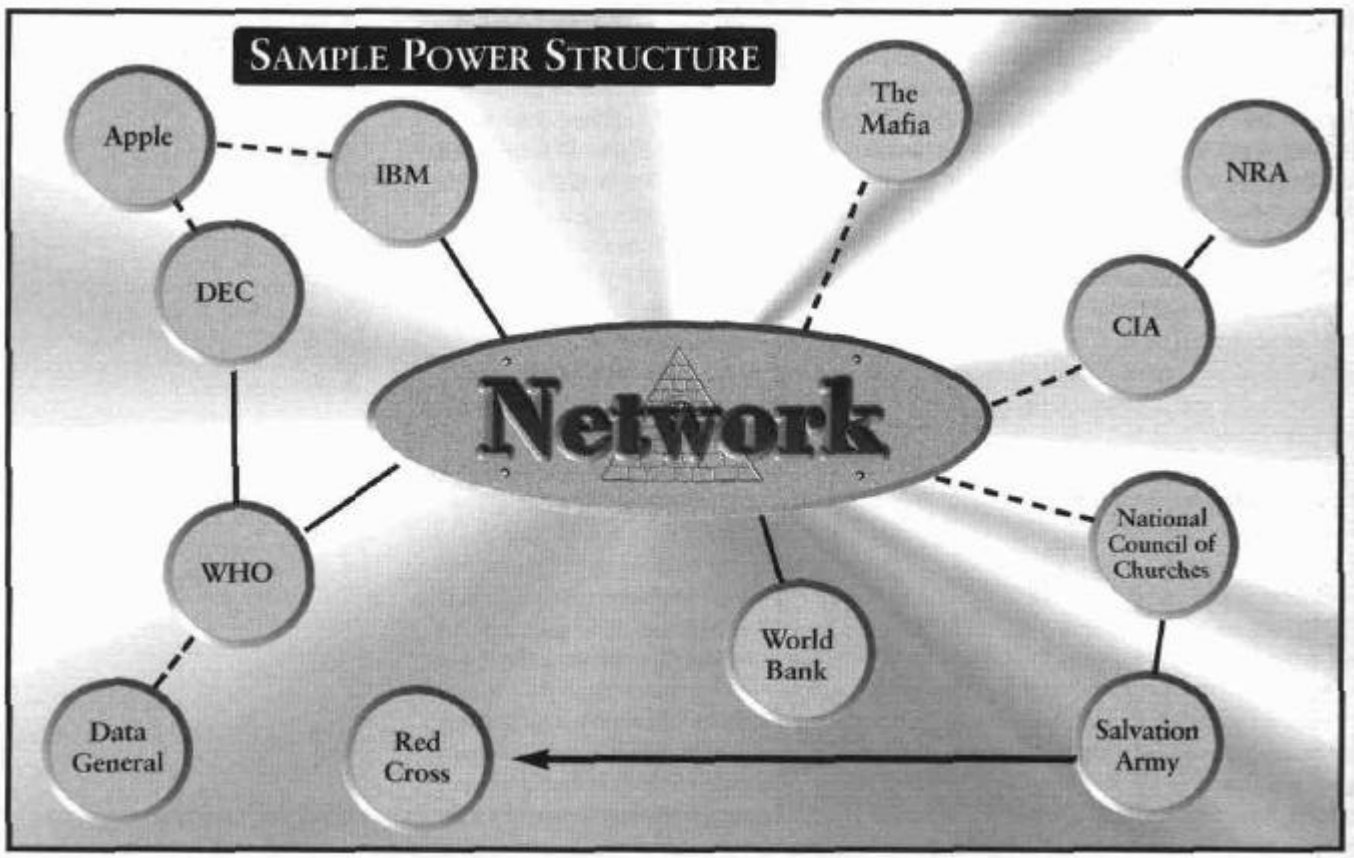 SAMPLE POWER STRUCTURE
Apple
IBM
The
Mafia
NRA
DEC
CIA
Network
National
Council of
Churches
WHO
World
Bank
Data
General
Red
Cross
Salvation
Army